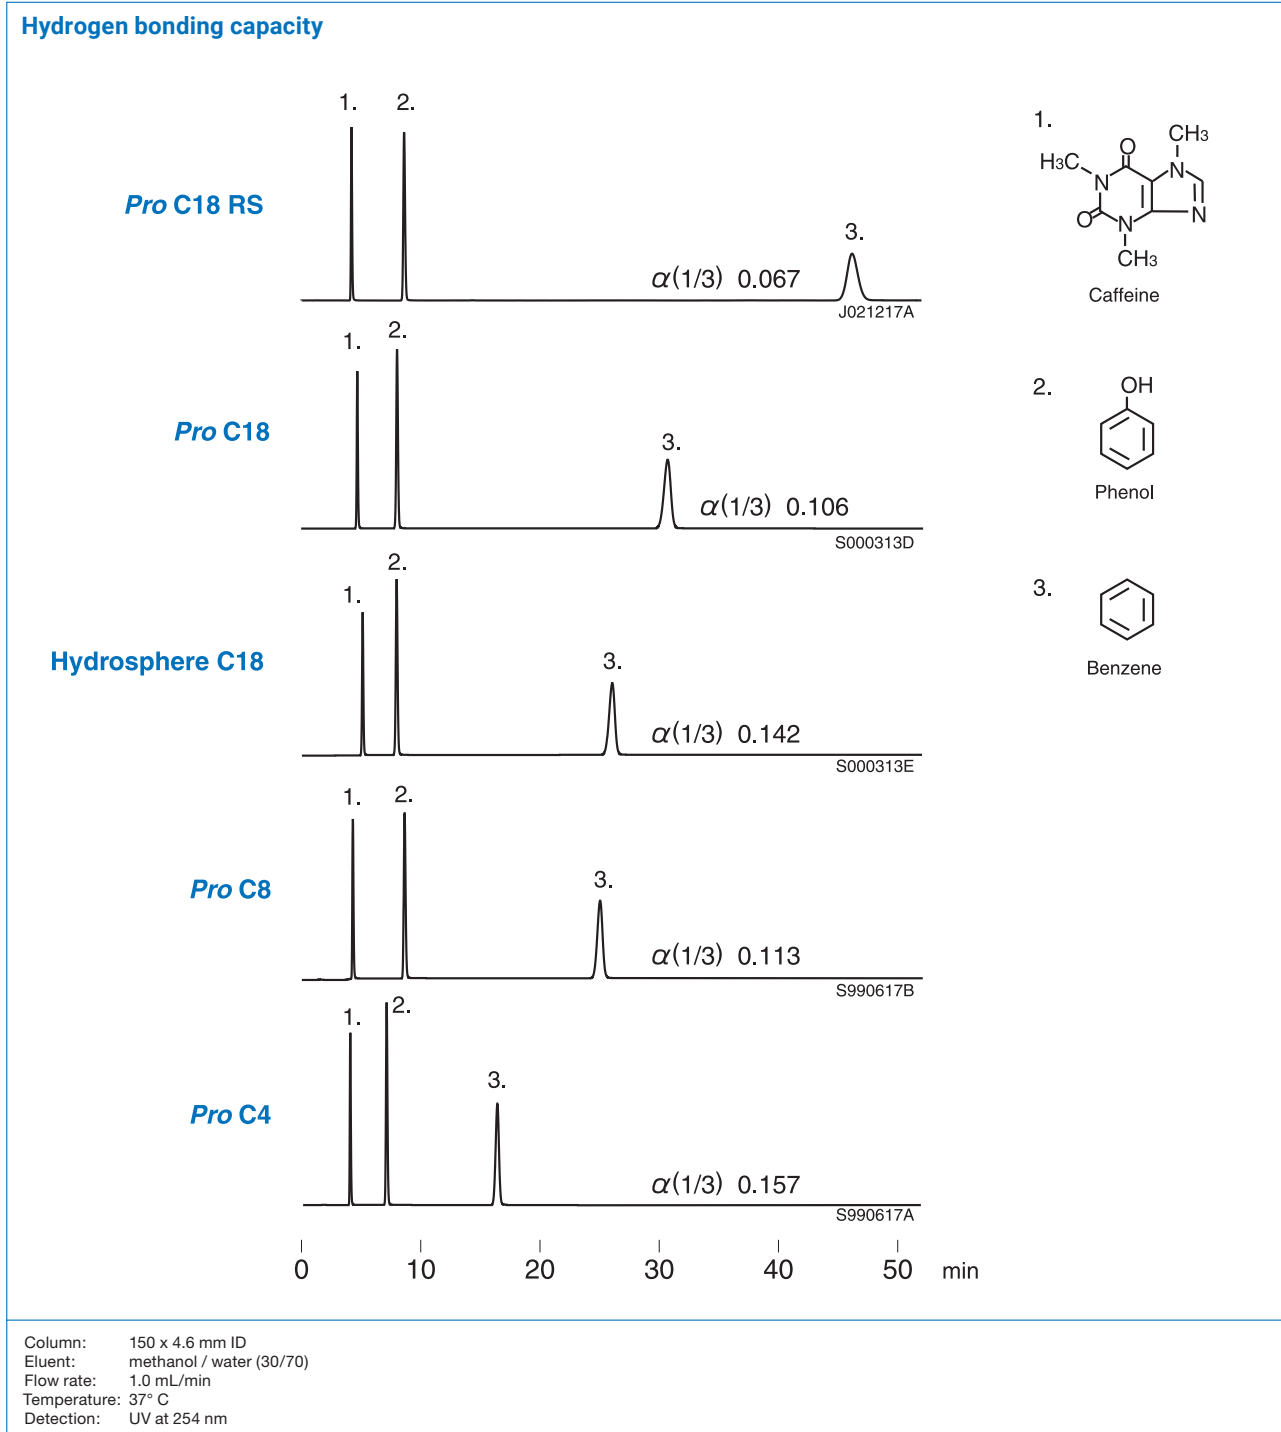 Hydrogen bonding capacity
1. 2.
Pro C18 RS
3.
α(1/3) 0.067
J021217A
1. 2.
Pro C18
3.
α(1/3) 0.106
S000313D
1. 2.
Hydrosphere C18
3.
α(1/3) 0.142
S000313E
1. 2.
Pro C8
3.
α(1/3) 0.113
S990617B
1. 2.
Pro C4
3.
α(1/3) 0.157
S990617A
0 10 20 30 40 50 min
1.
O CH3
H3C N N
O N N
CH3
Caffeine
2.
OH
Phenol
3.
Benzene
Column: 150 x 4.6 mm ID
Eluent: methanol / water (30/70)
Flow rate: 1.0 mL/min
Temperature: 37° C
Detection: UV at 254 nm